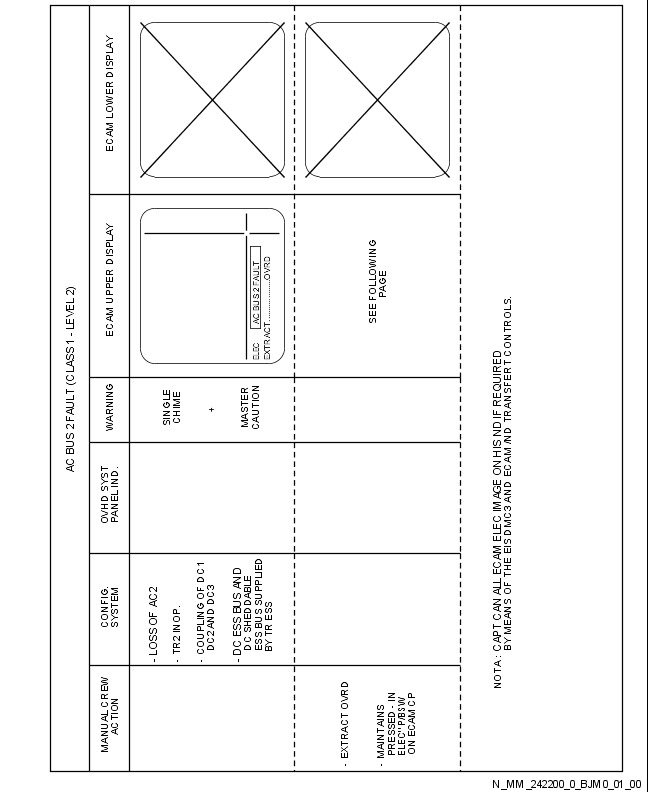 AC BUS 2 FAULT (CLASS 1 - LEVEL 2)
MANUAL CREW
ACTION
CONFIG.
SYSTEM
OVHD SYST
PANEL IND.
WARNING
ECAM UPPER DISPLAY
ECAM LOWER DISPLAY
- LOSS OF AC2
- TR2 INOP.
- COUPLING OF DC1
DC2 AND DC3
- DC ESS BUS AND
DC SHEDDABLE
ESS BUS SUPPLIED
BY TR ESS
SINGLE
CHIME
+
MASTER
CAUTION
ELEC AC BUS 2 FAULT
EXTRACT...............OVRD
- EXTRACT OVRD
- MAINTAINS
PRESSED - IN
ELEC" P/BSW
ON ECAM CP
SEE FOLLOWING
PAGE
NOTA : CAPT CAN ALL ECAM ELEC IMAGE ON HIS ND IF REQUIRED
BY MEANS OF THE EIS DMC3 AND ECAM/ND TRANSFERT CONTROLS.
N_MM_242200_0_BJM0_01_00